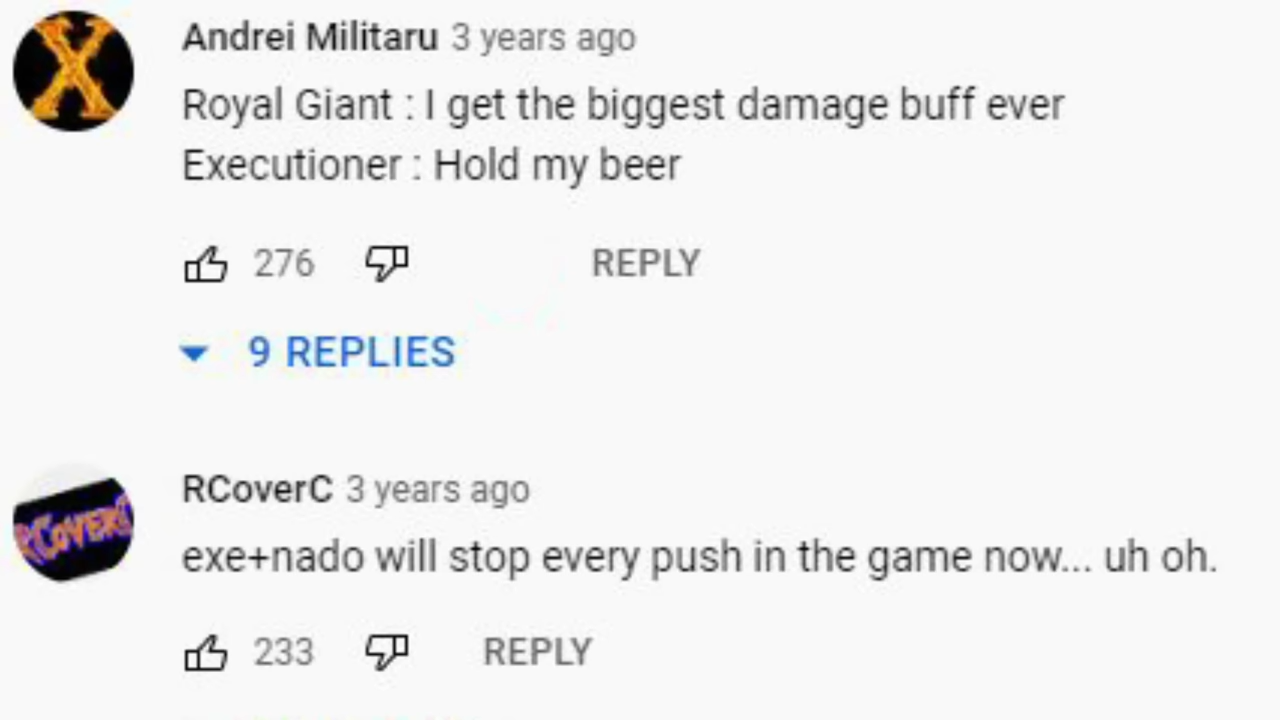 X
Andrei Militaru 3 years ago
Royal Giant : I get the biggest damage buff ever
Executioner : Hold my beer
276 REPLY
9 REPLIES
RCoverC
RCoverC 3 years ago
exe+nado will stop every push in the game now... uh oh.
233 REPLY